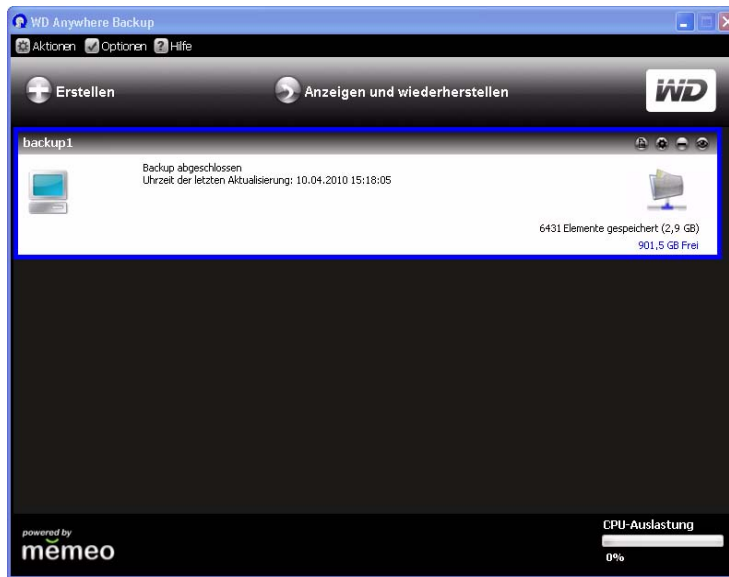 WD Anywhere Backup
Aktionen Optionen ? Hilfe
Erstellen
Anzeigen und wiederherstellen
WD
backup1
Backup abgeschlossen
Uhrzeit der letzten Aktualisierung: 10.04.2010 15:18:05
6431 Elemente gespeichert (2,9 GB)
901,5 GB Frei
powered by
memeo
CPU-Auslastung
0%